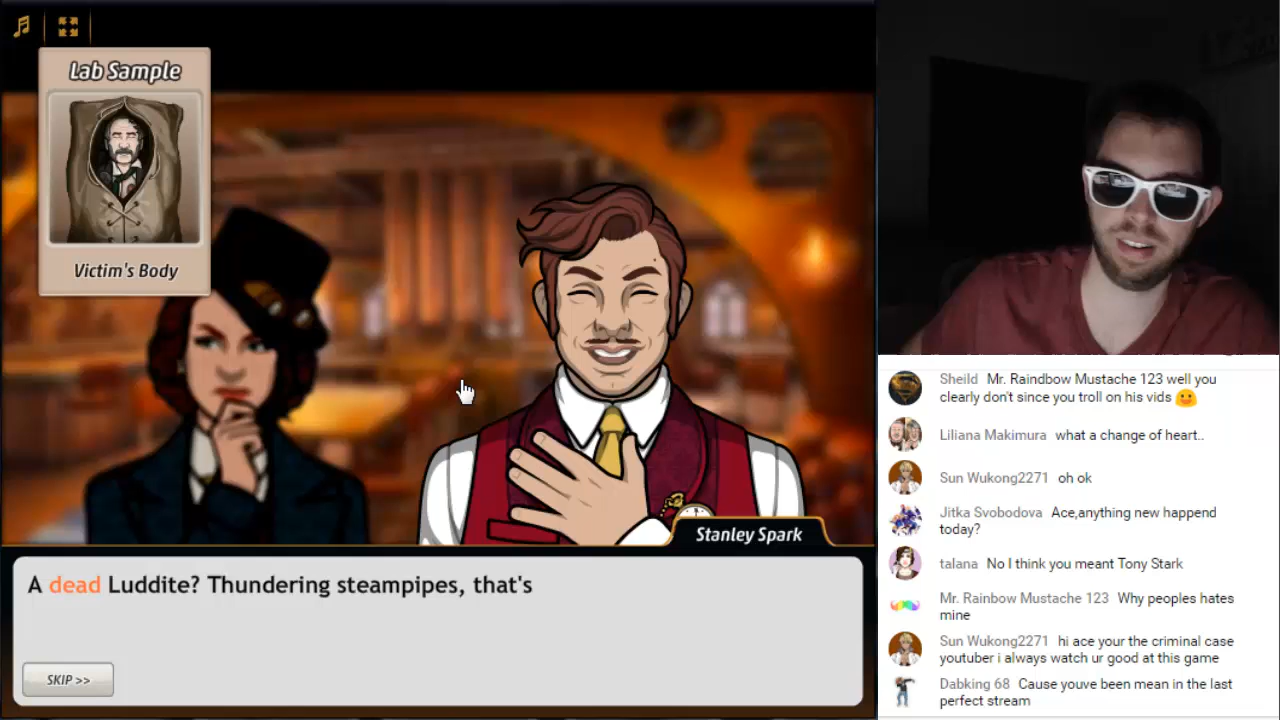 Lab Sample
Victim's Body
Stanley Spark
A dead Luddite? Thundering steampipes, that's
SKIP >>
Sheild Mr. Raindbow Mustache 123 well you
clearly don't since you troll on his vids
Liliana Makimura what a change of heart..
Sun Wukong2271 oh ok
Jitka Svobodova Ace,anything new happend
today?
talana No I think you meant Tony Stark
Mr. Rainbow Mustache 123 Why peoples hates
mine
Sun Wukong2271 hi ace your the criminal case
youtuber i always watch ur good at this game
Dabking 68 Cause youve been mean in the last
perfect stream